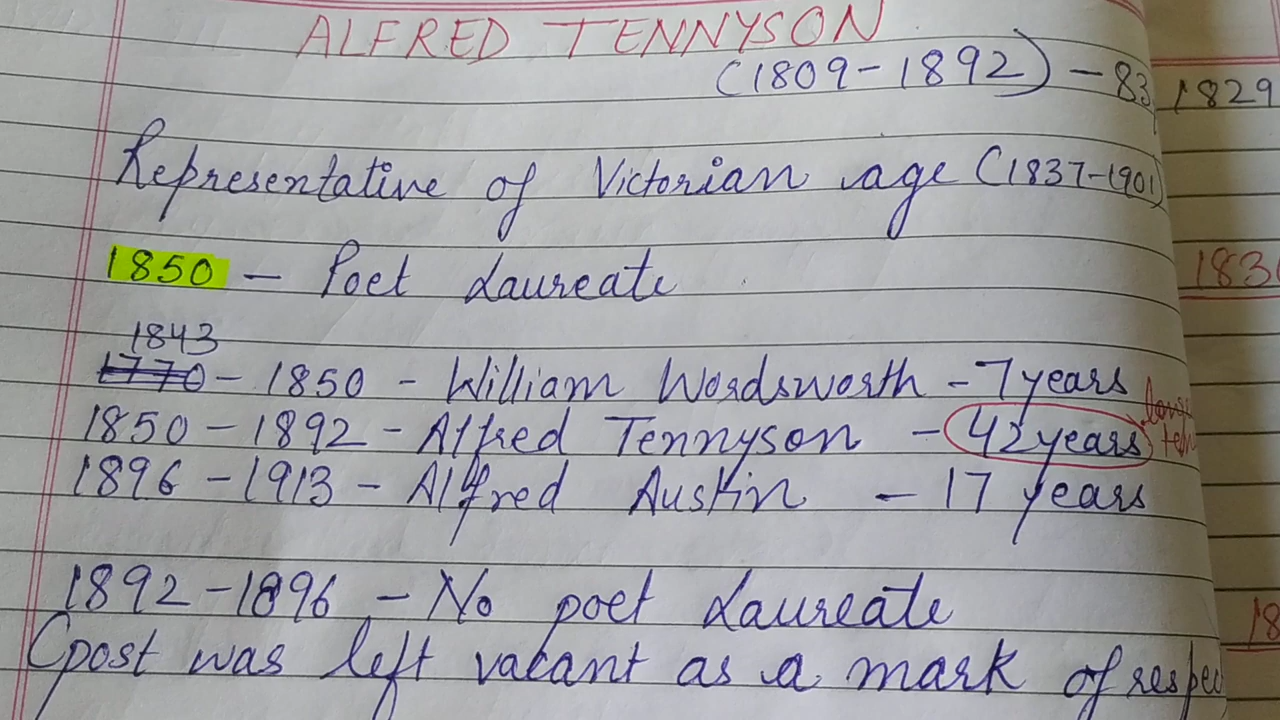 ALFRED TENNYSON
(1809-1892) - 83
Representative of Victorian age (1837-1901)
1850 - Poet Laureate
1843
1770 - 1850 - William Wordsworth - 7 years
1850 - 1892 - Alfred Tennyson - 42 years
1896 - 1913 - Alfred Austin - 17 years
1892 - 1896 - No poet Laureate
(post was left vacant as a mark of
1829